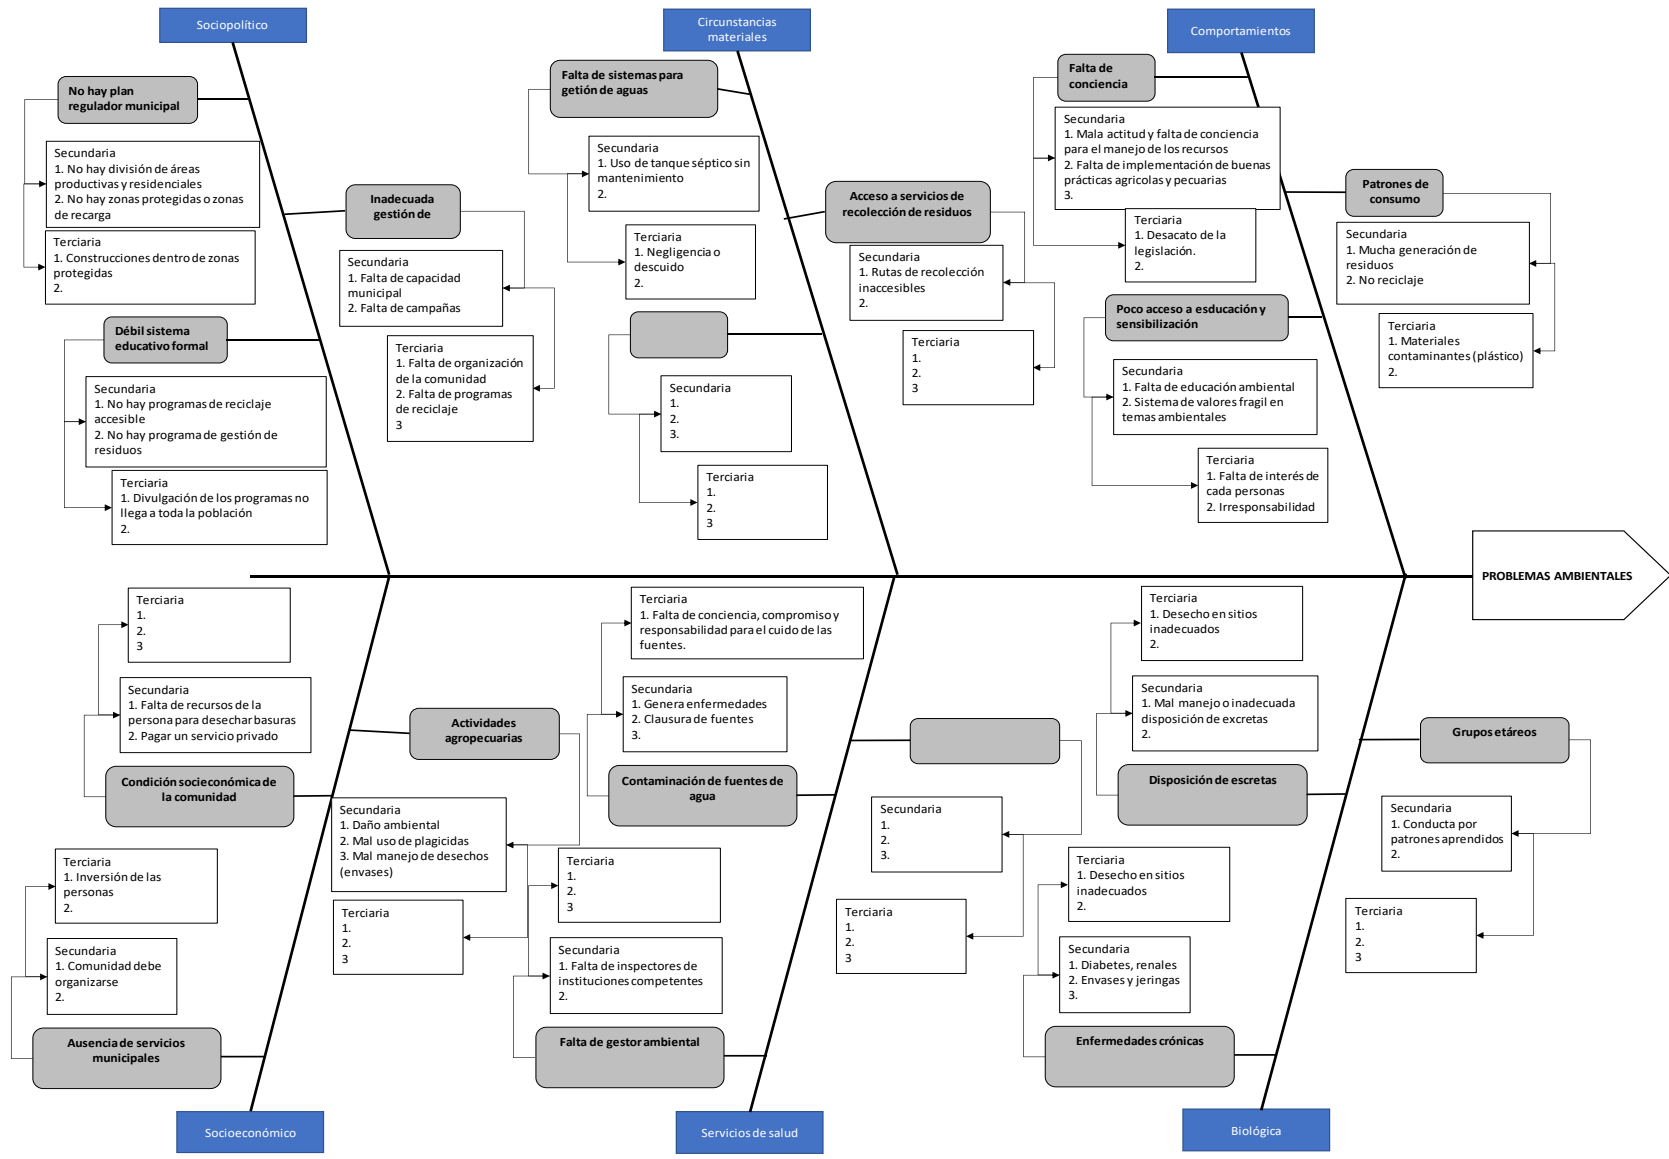 Sociopolítico
No hay plan
regulador municipal
Secundaria
1. No hay división de áreas
productivas y residenciales
2. No hay zonas protegidas o zonas
de recarga
Terciaria
1. Construcciones dentro de zonas
protegidas
2.
Inadecuada
gestión de
Secundaria
1. Falta de capacidad
municipal
2. Falta de campañas
Terciaria
1. Falta de organización
de la comunidad
2. Falta de programas
de reciclaje
3
Débil sistema
educativo formal
Secundaria
1. No hay programas de reciclaje
accesible
2. No hay programa de gestión de
residuos
Terciaria
1. Divulgación de los programas no
llega a toda la población
2.
Circunstancias
materiales
Falta de sistemas para
getión de aguas
Secundaria
1. Uso de tanque séptico sin
mantenimiento
2.
Terciaria
1. Negligencia o
descuido
2.
Acceso a servicios de
recolección de residuos
Secundaria
1. Rutas de recolección
inaccesibles
2.
Terciaria
1.
2.
3
Secundaria
1.
2.
3.
Terciaria
1.
2.
3
Comportamientos
Falta de
conciencia
Secundaria
1. Mala actitud y falta de conciencia
para el manejo de los recursos
2. Falta de implementación de buenas
prácticas agricolas y pecuarias
3.
Terciaria
1. Desacato de la
legislación.
2.
Patrones de
consumo
Secundaria
1. Mucha generación de
residuos
2. No reciclaje
Terciaria
1. Materiales
contaminantes (plástico)
2.
Poco acceso a esducación y
sensibilización
Secundaria
1. Falta de educación ambiental
2. Sistema de valores fragil en
temas ambientales
Terciaria
1. Falta de interés de
cada personas
2. Irresponsabilidad
PROBLEMAS AMBIENTALES
Terciaria
1.
2.
3
Secundaria
1. Falta de recursos de la
persona para desechar basuras
2. Pagar un servicio privado
Condición socieconómica de
la comunidad
Actividades
agropecuarias
Secundaria
1. Daño ambiental
2. Mal uso de plagicidas
3. Mal manejo de desechos
(envases)
Terciaria
1.
2.
3
Terciaria
1. Inversión de las
personas
2.
Secundaria
1. Comunidad debe
organizarse
2.
Ausencia de servicios
municipales
Socioeconómico
Terciaria
1. Falta de conciencia, compromiso y
responsabilidad para el cuido de las
fuentes.
Secundaria
1. Genera enfermedades
2. Clausura de fuentes
3.
Contaminación de fuentes de
agua
Secundaria
1.
2.
3.
Terciaria
1.
2.
3
Terciaria
1.
2.
3
Secundaria
1. Falta de inspectores de
instituciones competentes
2.
Falta de gestor ambiental
Servicios de salud
Terciaria
1. Desecho en sitios
inadecuados
2.
Secundaria
1. Mal manejo o inadecuada
disposición de excretas
2.
Disposición de escretas
Grupos etáreos
Secundaria
1. Conducta por
patrones aprendidos
2.
Terciaria
1.
2.
3
Terciaria
1. Desecho en sitios
inadecuados
2.
Secundaria
1. Diabetes, renales
2. Envases y jeringas
3.
Enfermedades crónicas
Biológica